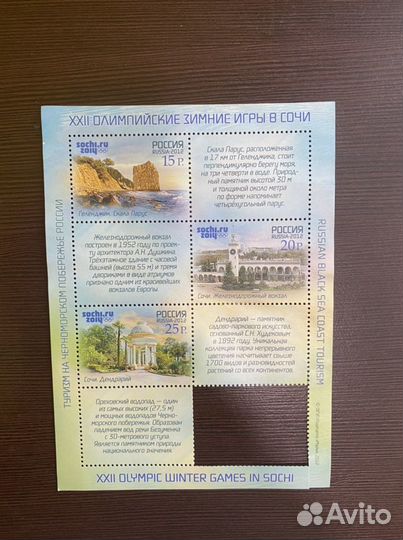 XXII ОЛИМПИЙСКИЕ ЗИМНИЕ ИГРЫ В СОЧИ
sochi.ru
2014
РОССИЯ
RUSSIA•2012
15 Р.
Геленджик. Скала Парус
Скала Парус, расположенная
в 17 км от Геленджика, стоит
перпендикулярно берегу моря,
на три четверти в воде. Природ-
ный памятник высотой 30 м
и толщиной около метра
по форме напоминает
четырёхугольный парус.
Железнодорожный вокзал
построен в 1952 году по про-
екту архитектора А.Н. Душкина.
Трёхэтажное здание с часовой
башней (высота 55 м) и тремя
двориками в виде атриумов
признано одним из красивейших
вокзалов Европы.
sochi.ru
2014
РОССИЯ
RUSSIA•2012
20 Р.
Сочи. Железнодорожный вокзал
sochi.ru
2014
РОССИЯ
RUSSIA•2012
25 Р.
Сочи. Дендрарий
Дендрарий — памятник
садово-паркового искусства,
основанный С.Н. Худековым
в 1892 году. Уникальная
коллекция парка непрерывного
цветения насчитывает свыше
1700 видов и разновидностей
растений со всех континентов.
Ореховский водопад — один
из самых высоких (27,5 м)
и мощных водопадов Черно-
морского побережья. Образован
падением вод реки Безуменка
с 30-метрового уступа.
Является памятником природы
национального значения.
ТУРИЗМ НА ЧЕРНОМОРСКОМ ПОБЕРЕЖЬЕ РОССИИ
RUSSIAN BLACK SEA COAST TOURISM
XXII OLYMPIC WINTER GAMES IN SOCHI
Avito